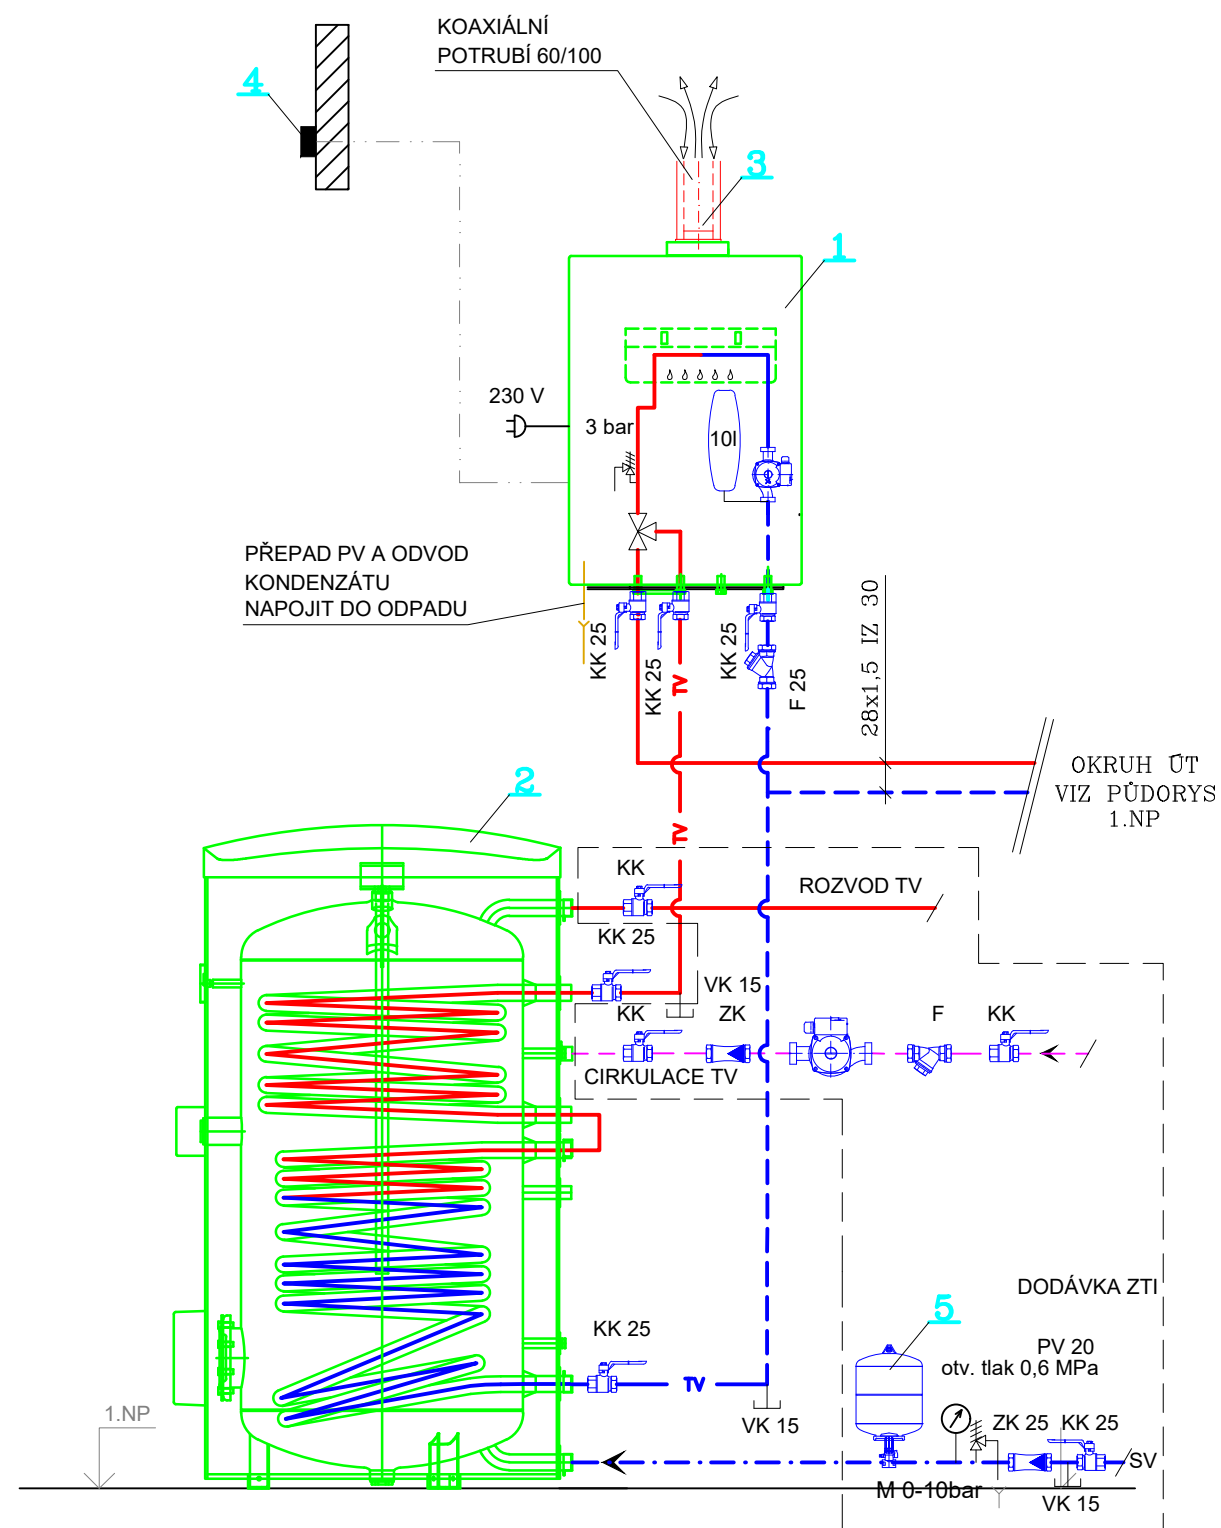 KOAXIÁLNÍ
POTRUBÍ 60/100
4
3
1
230 V
3 bar
10l
PŘEPAD PV A ODVOD
KONDENZÁTU
NAPOJIT DO ODPADU
KK 25
KK 25
KK 25
F 25
TV
28x1,5 IZ 30
OKRUH ÚT
VIZ PŮDORYS
1.NP
2
TV
KK
ROZVOD TV
KK 25
VK 15
KK
ZK
F
KK
CIRKULACE TV
DODÁVKA ZTI
5
KK 25
PV 20
otv. tlak 0,6 MPa
TV
1.NP
VK 15
ZK 25
KK 25
SV
M 0-10bar
VK 15